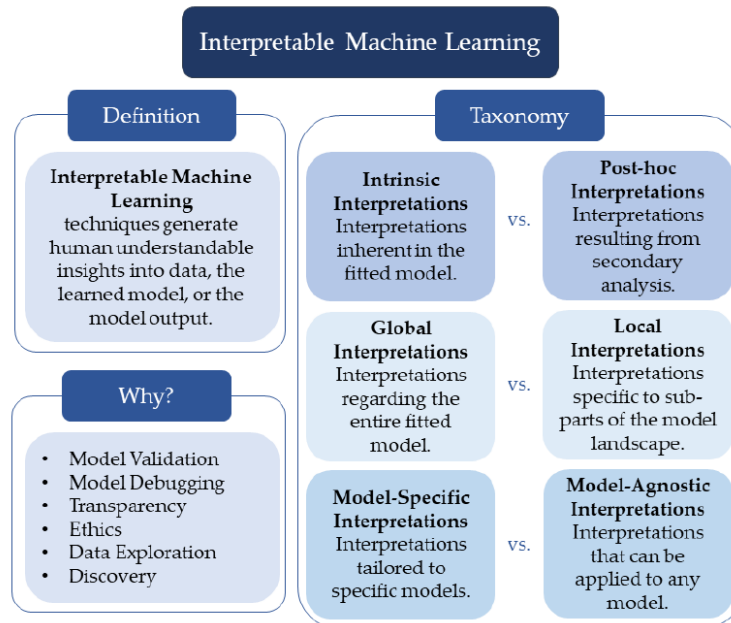 Interpretable Machine Learning
Definition
Interpretable Machine
Learning
techniques generate
human understandable
insights into data, the
learned model, or the
model output.
Why?
• Model Validation
• Model Debugging
• Transparency
• Ethics
• Data Exploration
• Discovery
Taxonomy
Intrinsic
Interpretations
Interpretations
inherent in the
fitted model.
vs.
Post-hoc
Interpretations
Interpretations
resulting from
secondary
analysis.
Global
Interpretations
Interpretations
regarding the
entire fitted
model.
vs.
Local
Interpretations
Interpretations
specific to sub-
parts of the model
landscape.
Model-Specific
Interpretations
Interpretations
tailored to
specific models.
vs.
Model-Agnostic
Interpretations
Interpretations
that can be
applied to any
model.